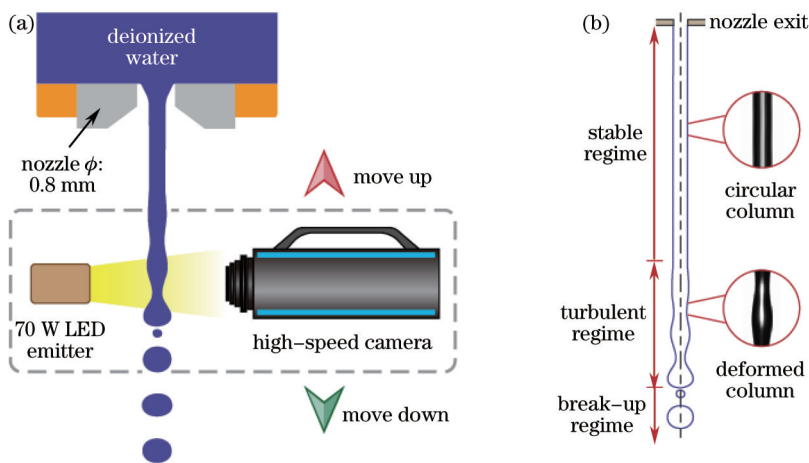 (a)
deionized
water
nozzle ϕ:
0.8 mm
move up
70 W LED
emitter
high-speed camera
move down
(b)
nozzle exit
stable
regime
circular
column
turbulent
regime
deformed
column
break-up
regime